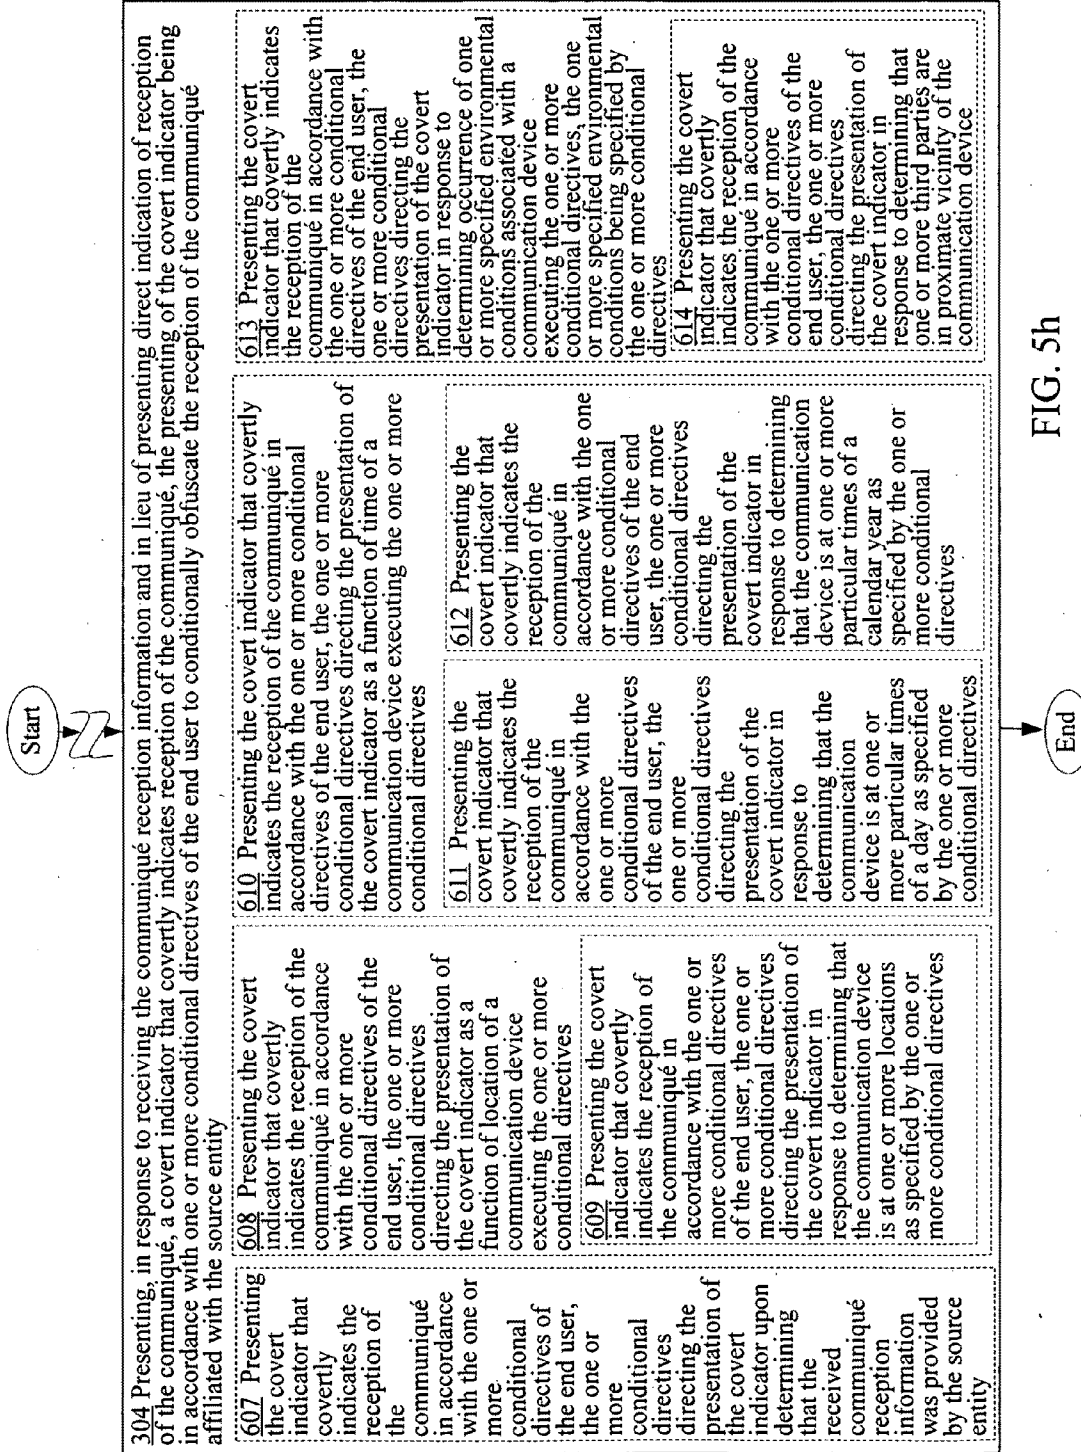 Start
304 Presenting, in response to receiving the communiqué reception information and in lieu of presenting direct indication of reception
of the communiqué, a covert indicator that covertly indicates reception of the communiqué, the presenting of the covert indicator being
in accordance with one or more conditional directives of the end user to conditionally obfuscate the reception of the communiqué
affiliated with the source entity
607 Presenting
the covert
indicator that
covertly
indicates the
reception of
the
communiqué
in accordance
with the one or
more
conditional
directives of
the end user,
the one or
more
conditional
directives
directing the
presentation of
the covert
indicator upon
determining
that the
received
communiqué
reception
information
was provided
by the source
entity
608 Presenting the covert
indicator that covertly
indicates the reception of the
communiqué in accordance
with the one or more
conditional directives of the
end user, the one or more
conditional directives
directing the presentation of
the covert indicator as a
function of location of a
communication device
executing the one or more
conditional directives
609 Presenting the covert
indicator that covertly
indicates the reception of
the communiqué in
accordance with the one or
more conditional directives
of the end user, the one or
more conditional directives
directing the presentation of
the covert indicator in
response to determining that
the communication device
is at one or more locations
as specified by the one or
more conditional directives
610 Presenting the covert indicator that covertly
indicates the reception of the communiqué in
accordance with the one or more conditional
directives of the end user, the one or more
conditional directives directing the presentation of
the covert indicator as a function of time of a
communication device executing the one or more
conditional directives
611 Presenting the
covert indicator that
covertly indicates the
reception of the
communiqué in
accordance with the
one or more
conditional directives
of the end user, the
one or more
conditional directives
directing the
presentation of the
covert indicator in
response to
determining that the
communication
device is at one or
more particular times
of a day as specified
by the one or more
conditional directives
612 Presenting the
covert indicator that
covertly indicates the
reception of the
communiqué in
accordance with the one
or more conditional
directives of the end
user, the one or more
conditional directives
directing the
presentation of the
covert indicator in
response to determining
that the communication
device is at one or more
particular times of a
calendar year as
specified by the one or
more conditional
directives
613 Presenting the covert
indicator that covertly indicates
the reception of the
communiqué in accordance with
the one or more conditional
directives of the end user, the
one or more conditional
directives directing the
presentation of the covert
indicator in response to
determining occurrence of one
or more specified environmental
conditions associated with a
communication device
executing the one or more
conditional directives, the one
or more specified environmental
conditions being specified by
the one or more conditional
directives
614 Presenting the covert
indicator that covertly
indicates the reception of the
communiqué in accordance
with the one or more
conditional directives of the
end user, the one or more
conditional directives
directing the presentation of
the covert indicator in
response to determining that
one or more third parties are
in proximate vicinity of the
communication device
End
FIG. 5h